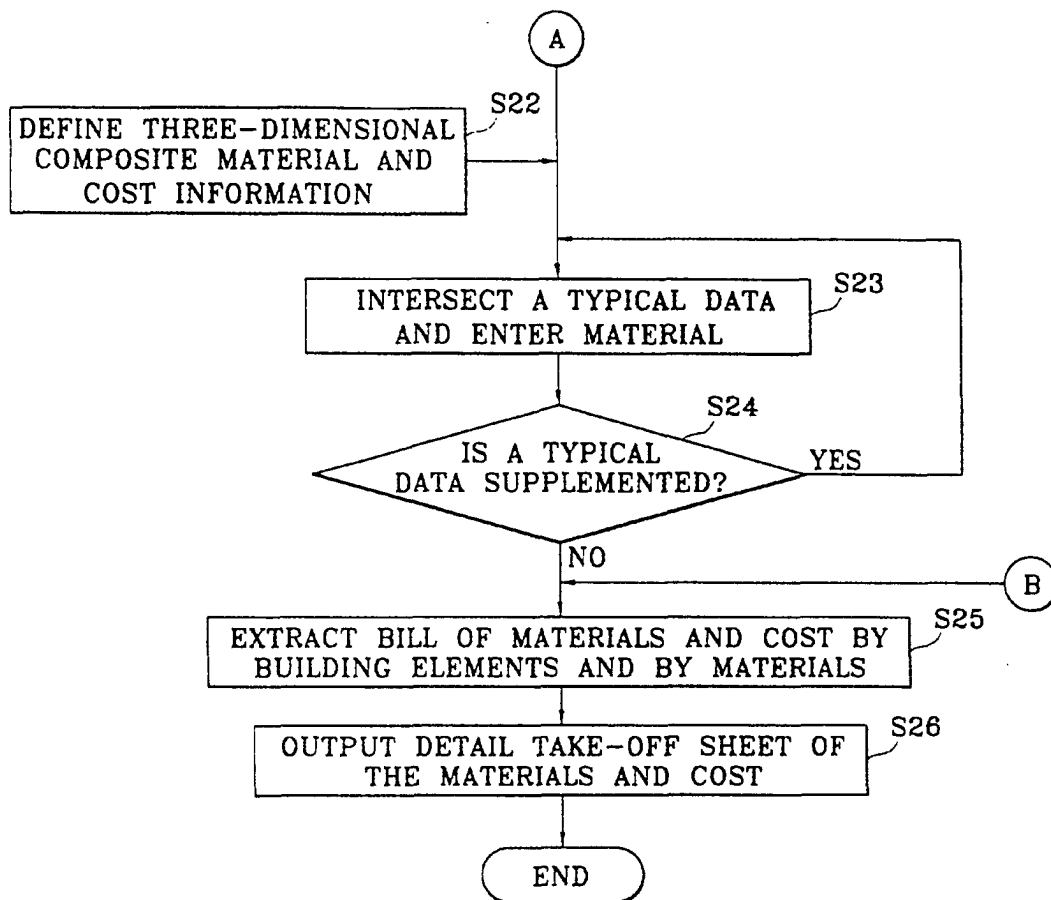 A
S22
DEFINE THREE-DIMENSIONAL
COMPOSITE MATERIAL AND
COST INFORMATION
S23
INTERSECT A TYPICAL DATA
AND ENTER MATERIAL
S24
IS A TYPICAL
DATA SUPPLEMENTED?
YES
NO
B
S25
EXTRACT BILL OF MATERIALS AND COST BY
BUILDING ELEMENTS AND BY MATERIALS
S26
OUTPUT DETAIL TAKE-OFF SHEET OF
THE MATERIALS AND COST
END